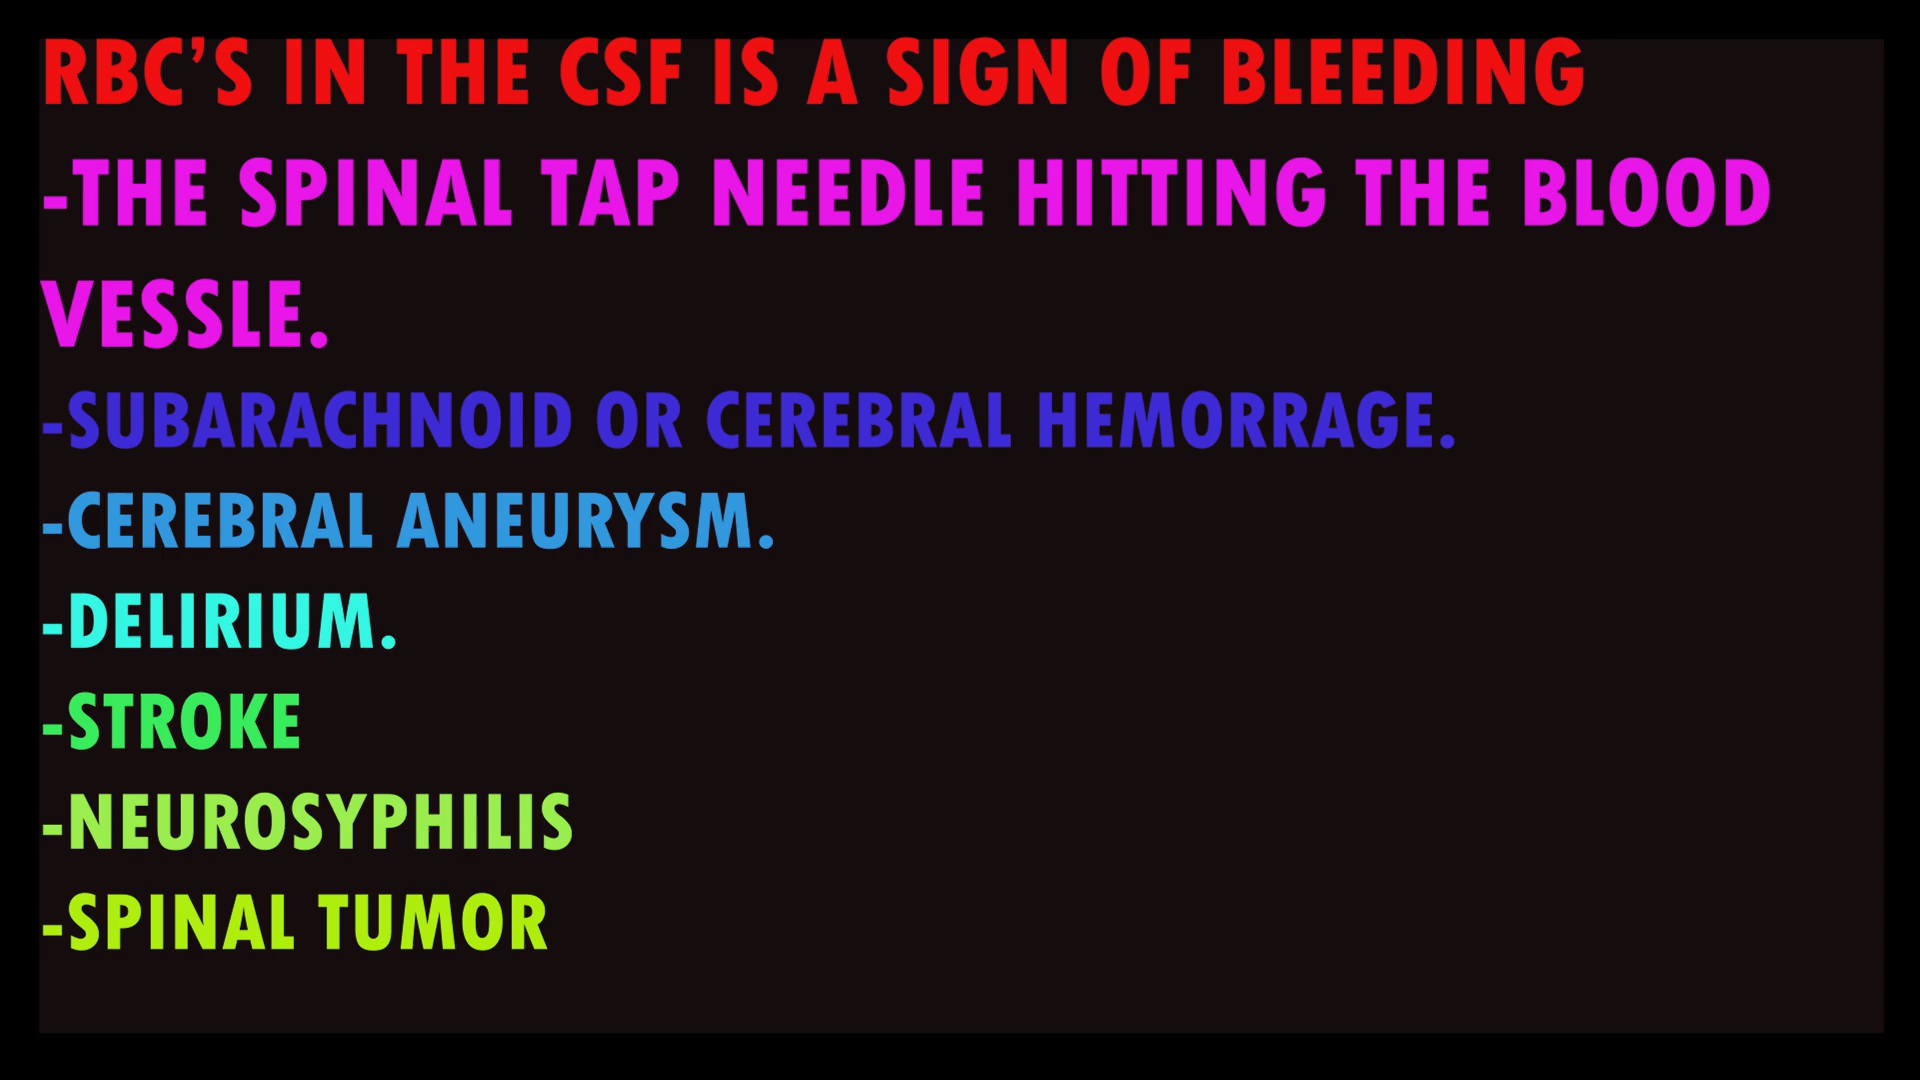 RBC’S IN THE CSF IS A SIGN OF BLEEDING
-THE SPINAL TAP NEEDLE HITTING THE BLOOD
VESSLE.
-SUBARACHNOID OR CEREBRAL HEMORRAGE.
-CEREBRAL ANEURYSM.
-DELIRIUM.
-STROKE
-NEUROSYPHILIS
-SPINAL TUMOR